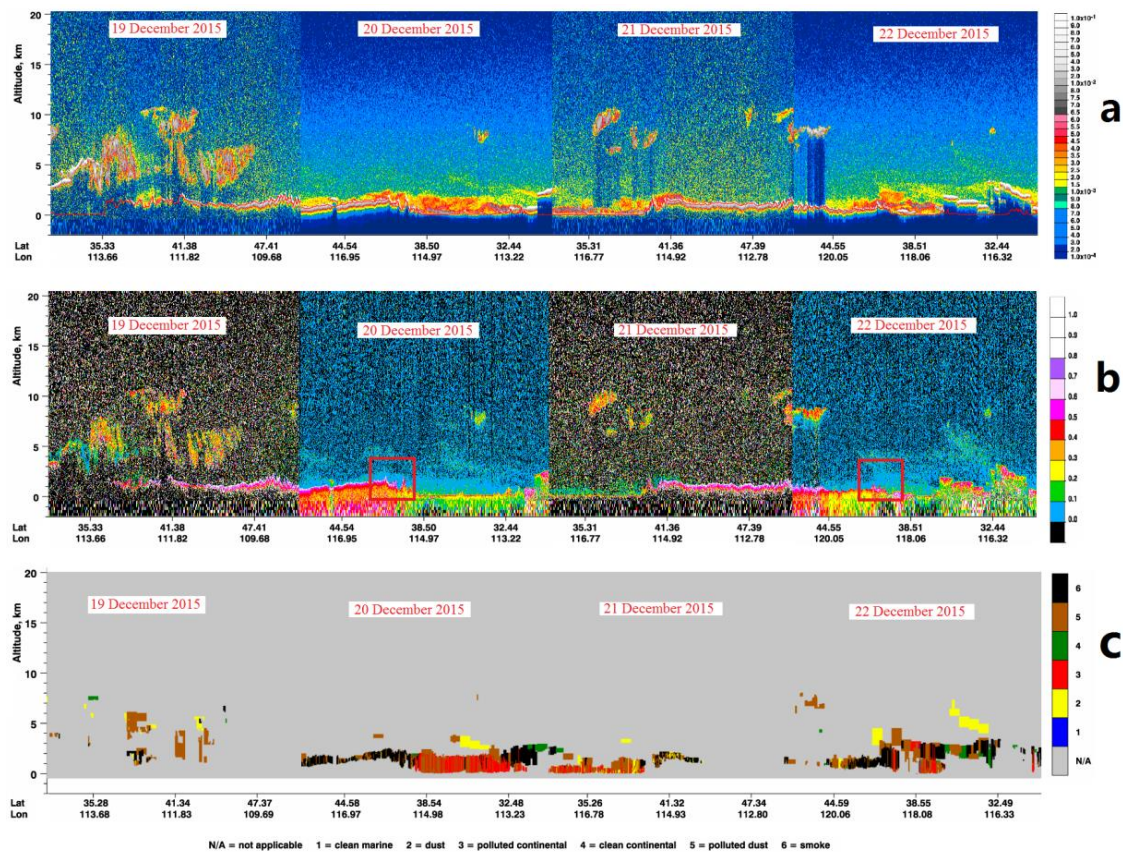 19 December 2015
20 December 2015
21 December 2015
22 December 2015
Altitude, km
20
15
10
5
0
Lat 35.33 41.38 47.41 44.54 38.50 32.44 35.31 41.36 47.39 44.55 38.51 32.44
Lon 113.66 111.82 109.68 116.95 114.97 113.22 116.77 114.92 112.78 120.05 118.06 116.32
a
19 December 2015
20 December 2015
21 December 2015
22 December 2015
Altitude, km
20
15
10
5
0
Lat 35.33 41.38 47.41 44.54 38.50 32.44 35.31 41.36 47.39 44.55 38.51 32.44
Lon 113.66 111.82 109.68 116.95 114.97 113.22 116.77 114.92 112.78 120.05 118.06 116.32
1.0
0.9
0.8
0.7
0.6
0.5
0.4
0.3
0.2
0.1
0.0
b
19 December 2015
20 December 2015
21 December 2015
22 December 2015
Altitude, km
20
15
10
5
0
Lat 35.28 41.34 47.37 44.58 38.54 32.48 35.26 41.32 47.34 44.59 38.55 32.49
Lon 113.68 111.83 109.69 116.97 114.98 113.23 116.78 114.93 112.80 120.06 118.08 116.33
6
5
4
3
2
1
N/A
c
N/A = not applicable 1 = clean marine 2 = dust 3 = polluted continental 4 = clean continental 5 = polluted dust 6 = smoke